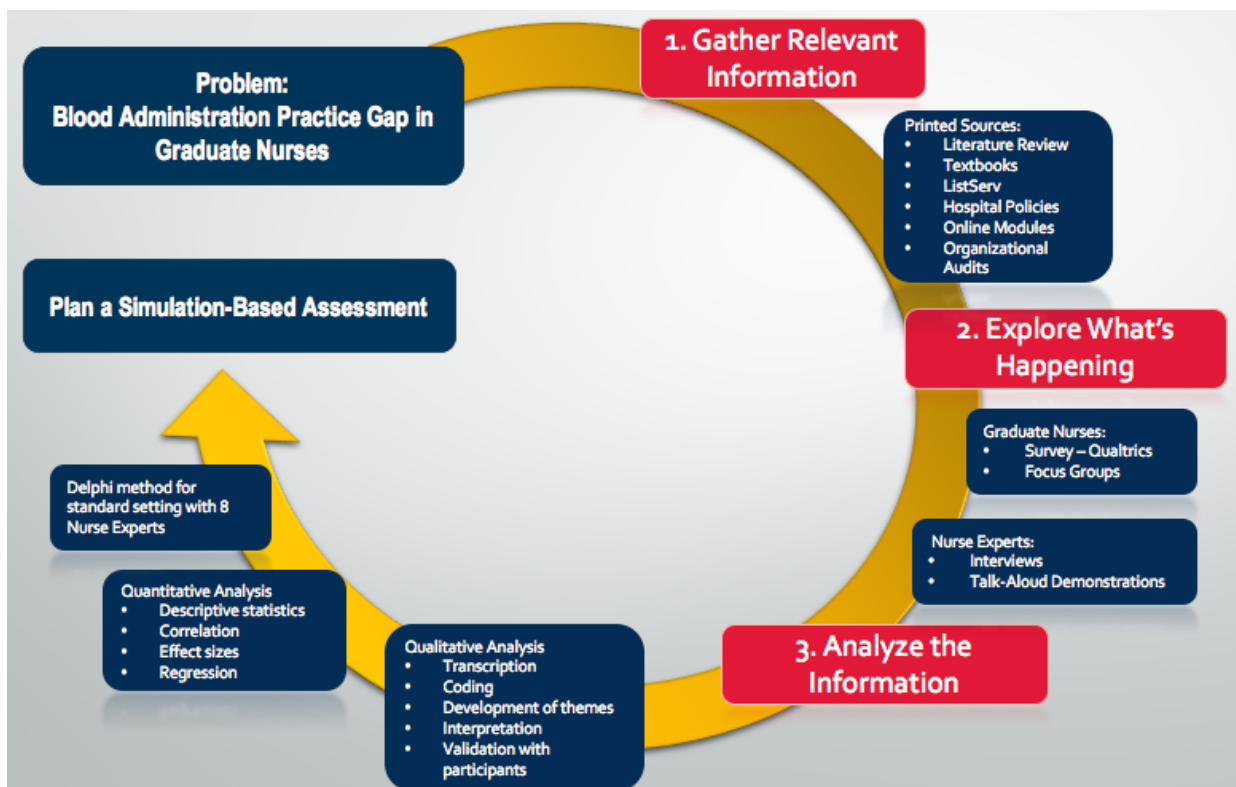 Problem:
Blood Administration Practice Gap in
Graduate Nurses
1. Gather Relevant
Information
Printed Sources:
• Literature Review
• Textbooks
• ListServ
• Hospital Policies
• Online Modules
• Organizational
Audits
2. Explore What's
Happening
Graduate Nurses:
• Survey – Qualtrics
• Focus Groups
Nurse Experts:
• Interviews
• Talk-Aloud Demonstrations
3. Analyze the
Information
Qualitative Analysis
• Transcription
• Coding
• Development of themes
• Interpretation
• Validation with
participants
Quantitative Analysis
• Descriptive statistics
• Correlation
• Effect sizes
• Regression
Delphi method for
standard setting with 8
Nurse Experts
Plan a Simulation-Based Assessment